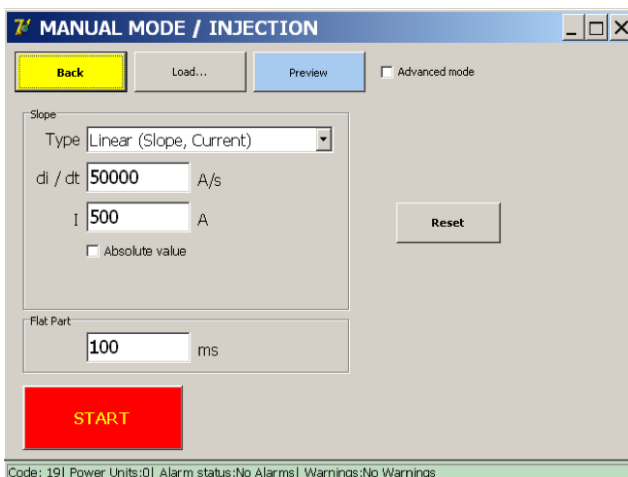 MANUAL MODE / INJECTION
Back Load... Preview Advanced mode
Slope
Type Linear (Slope, Current)
di / dt 50000 A/s
I 500 A
Reset
Absolute value
Flat Part
100 ms
START
Code: 19| Power Units:0| Alarm status:No Alarms| Warnings:No Warnings